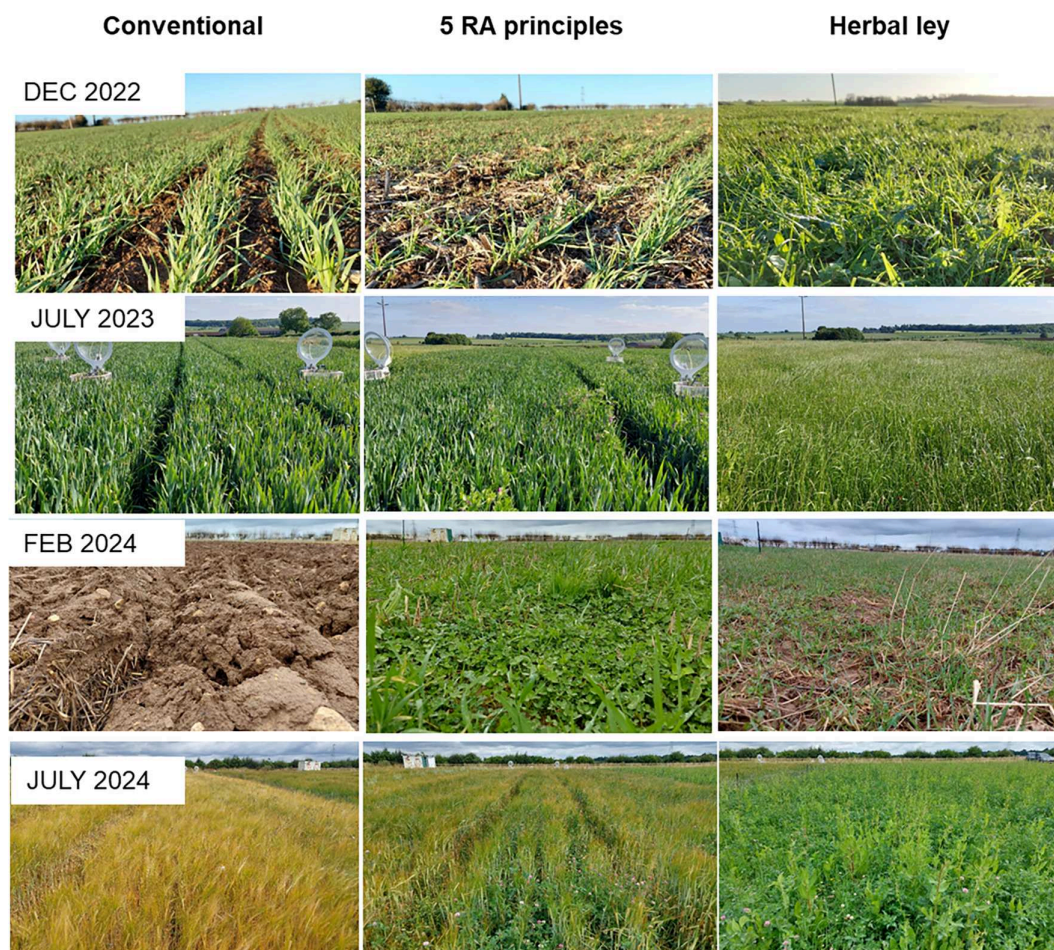 Conventional
5 RA principles
Herbal ley
DEC 2022
JULY 2023
FEB 2024
JULY 2024